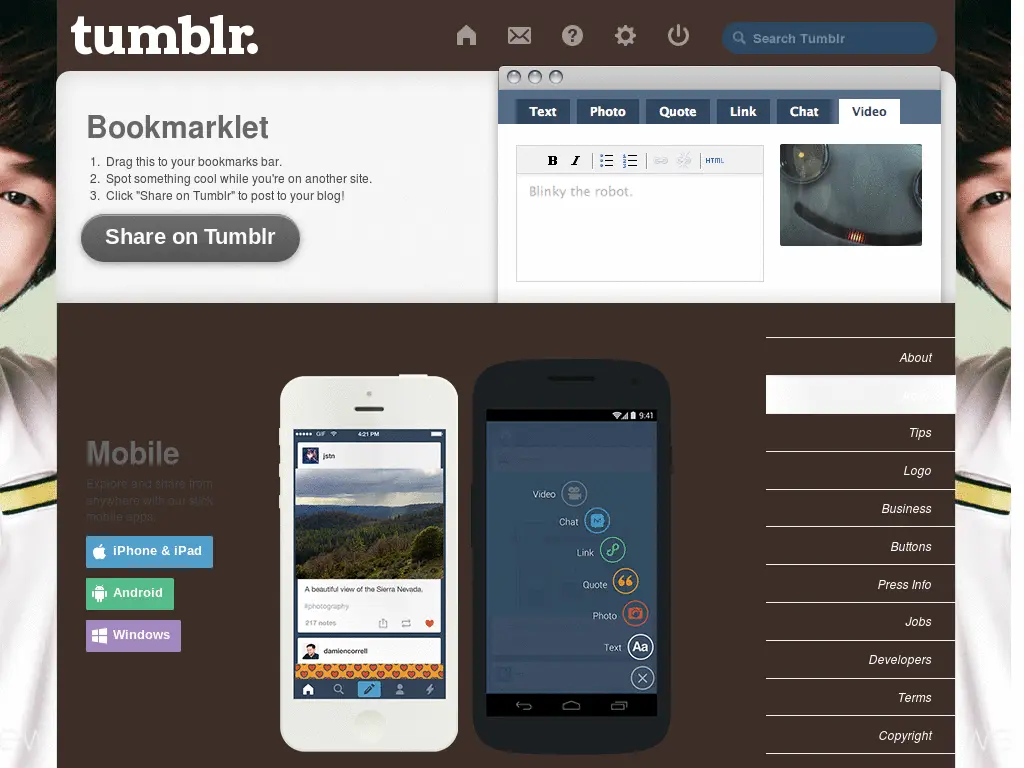 tumblr.
Search Tumblr
Bookmarklet
1. Drag this to your bookmarks bar.
2. Spot something cool while you're on another site.
3. Click "Share on Tumblr" to post to your blog!
Share on Tumblr
Text Photo Quote Link Chat Video
B I HTML
Blinky the robot.
Mobile
Explore and share from
anywhere with our slick
mobile apps.
iPhone & iPad
Android
Windows
GIF 4:21 PM
jstn
A beautiful view of the Sierra Nevada.
#photography
217 notes
damiencorrell
9:41
Video
Chat
Link
Quote
Photo
Text Aa
About
Tips
Logo
Business
Buttons
Press Info
Jobs
Developers
Terms
Copyright